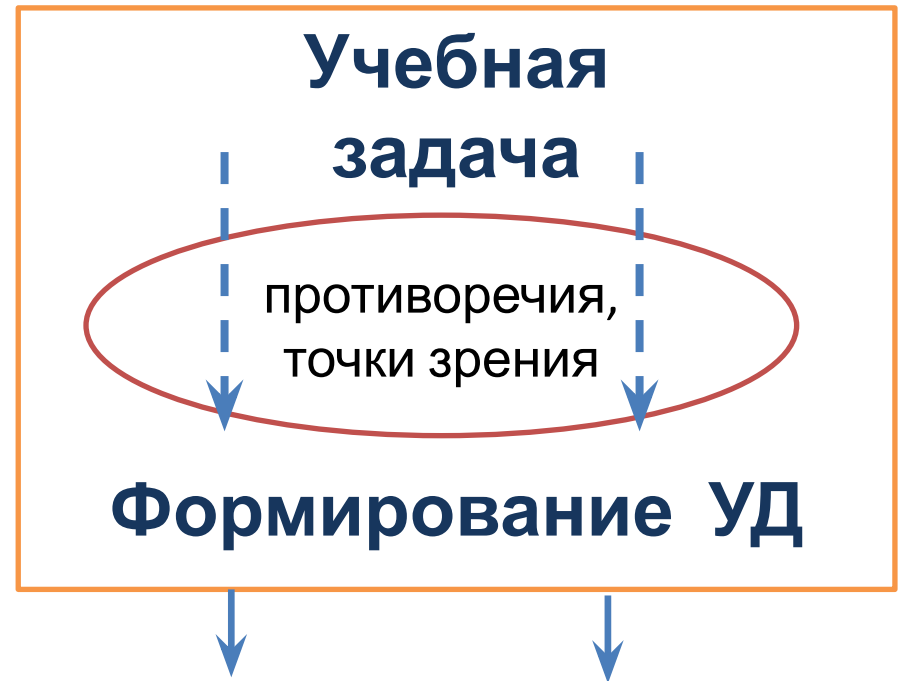 Учебная
задача
противоречия,
точки зрения
Формирование УД